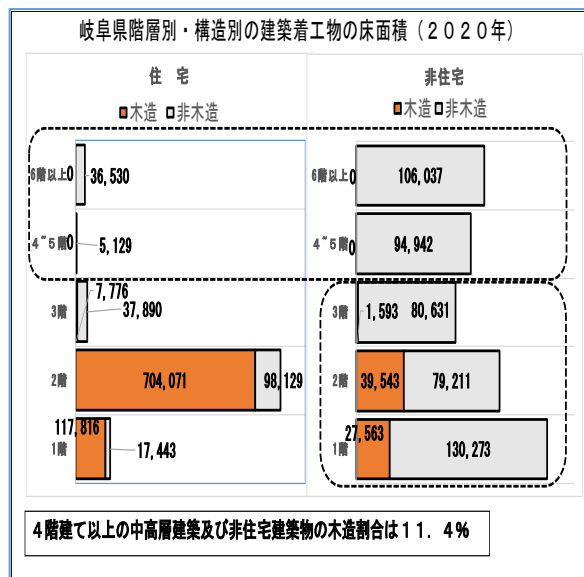 岐阜県階層別・構造別の建築着工物の床面積(2020年)
住 宅
■木造 □非木造
6階以上 0 36,530
4~5階 0 5,129
3階 7,776 37,890
2階 704,071 98,129
1階 117,816 17,443
非住宅
■木造 □非木造
6階以上 0 106,037
4~5階 0 94,942
3階 1,593 80,631
2階 39,543 79,211
1階 27,563 130,273
4階建て以上の中高層建築及び非住宅建築物の木造割合は11.4%